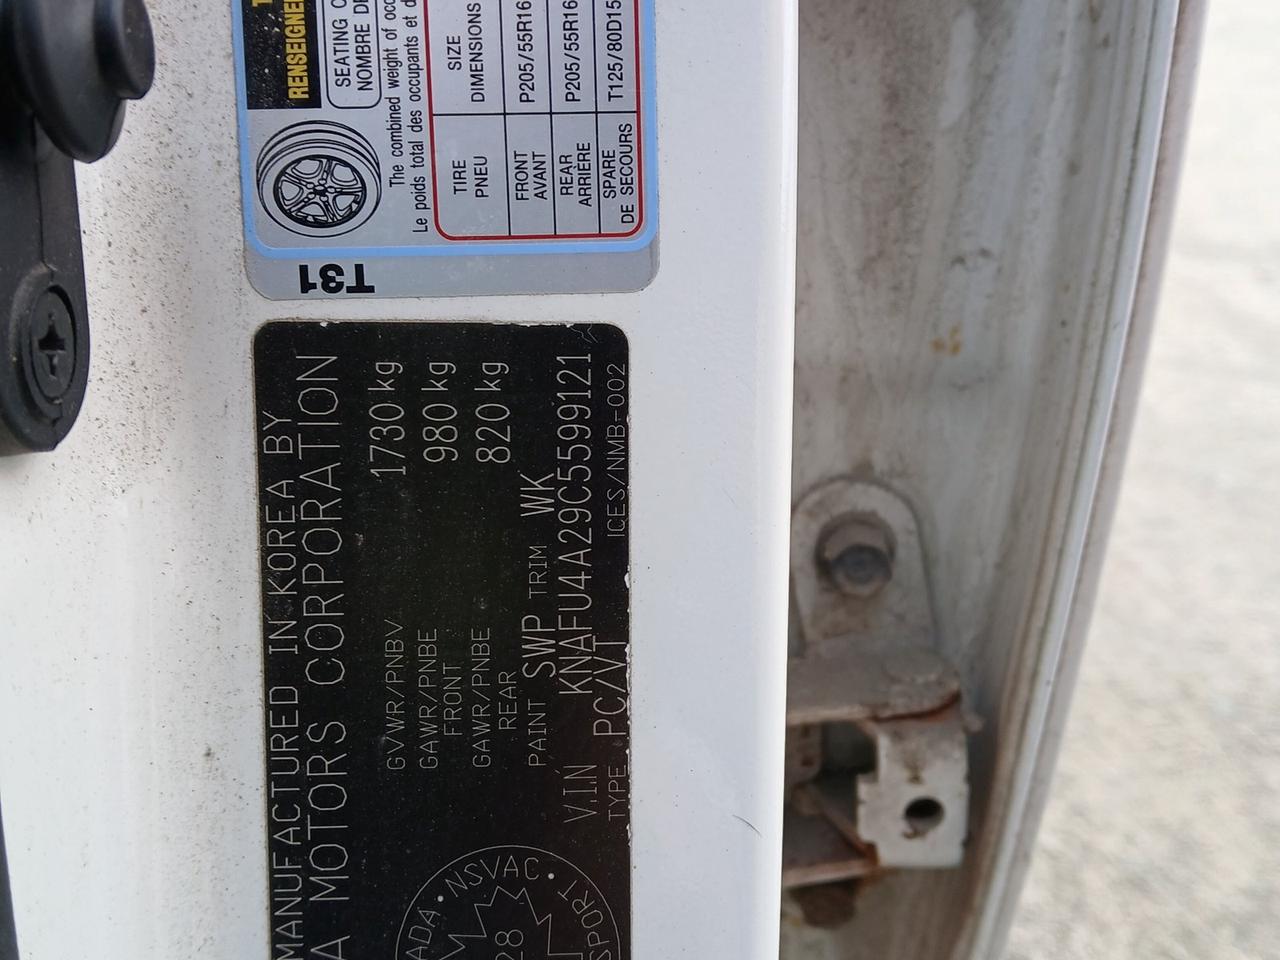 RENSEIGNE
SEATING C
NOMBRE DE
The combined weight of occ
Le poids total des occupants et d
TIRE
PNEU
SIZE
DIMENSIONS
FRONT
AVANT
P205/55R16
REAR
ARRIÈRE
P205/55R16
SPARE
DE SECOURS
T125/80D15
T31
MANUFACTURED IN KOREA BY
A MOTORS CORPORATION
GVWR/PNBV 1730 kg
GAWR/PNBE 980 kg
FRONT
GAWR/PNBE 820 kg
REAR
PAINT SWP TRIM WK
V.I.N KNAFU4A29C5599121
TYPE PC/VT ICES/NMB-002
ADA · NSVAC ·
28
SPORT